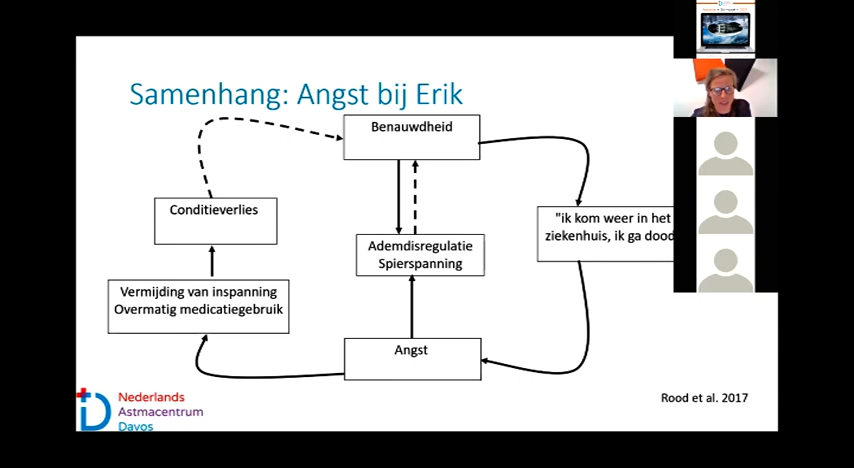 Samenhang: Angst bij Erik
Benauwdheid
Conditieverlies
"ik kom weer in het
ziekenhuis, ik ga dood
Ademdisregulatie
Spierspanning
Vermijding van inspanning
Overmatig medicatiegebruik
Angst
Rood et al. 2017
Nederlands
Astmacentrum
Davos